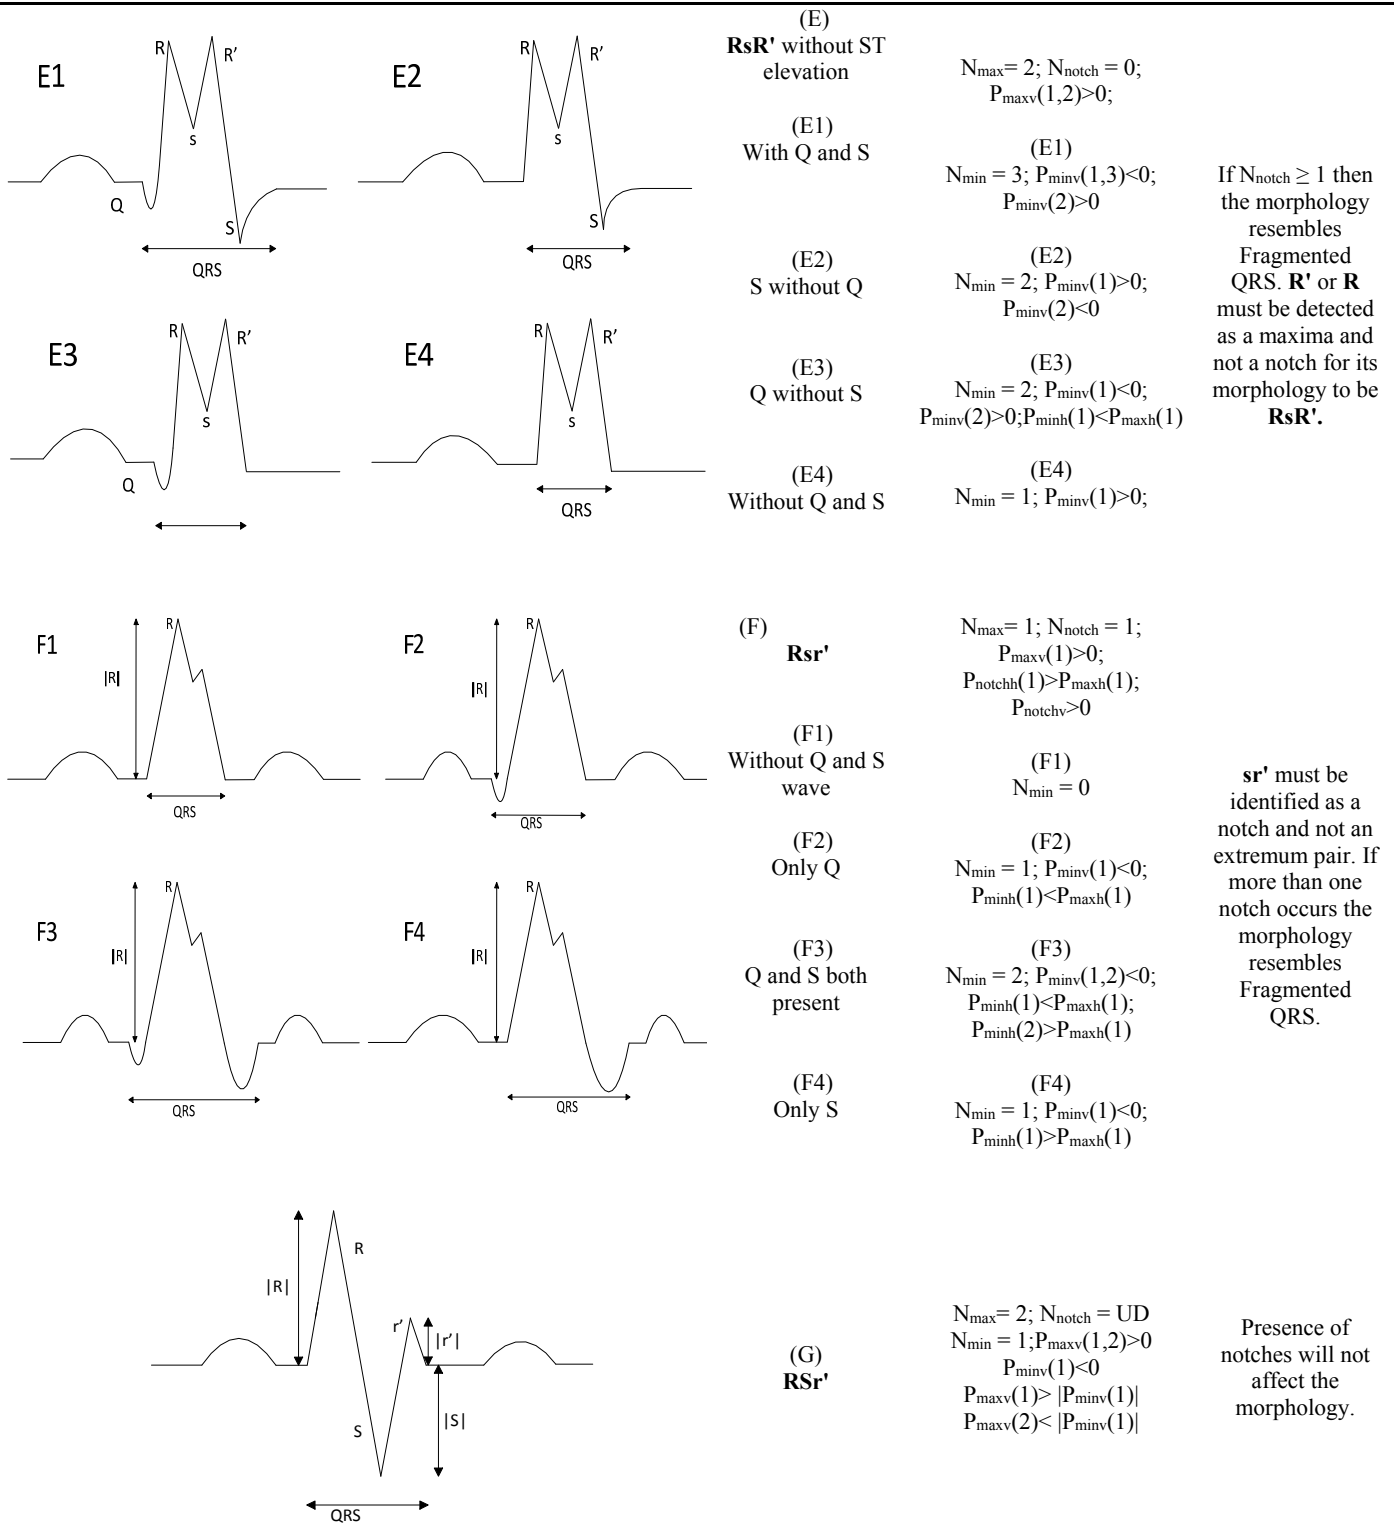 E1
R
R'
s
Q
S
QRS
E2
R
R'
s
S
QRS
E3
R
R'
s
Q
E4
R
R'
s
QRS
(E)
RsR' without ST
elevation
(E1)
With Q and S
(E2)
S without Q
(E3)
Q without S
(E4)
Without Q and S
Nmax= 2; Nnotch = 0;
Pmaxv(1,2)>0;
(E1)
Nmin = 3; Pminv(1,3)<0;
Pminv(2)>0
(E2)
Nmin = 2; Pminv(1)>0;
Pminv(2)<0
(E3)
Nmin = 2; Pminv(1)<0;
Pminv(2)>0;Pminh(1)<Pmaxh(1)
(E4)
Nmin = 1; Pminv(1)>0;
If Nnotch ≥ 1 then
the morphology
resembles
Fragmented
QRS. R' or R
must be detected
as a maxima and
not a notch for its
morphology to be
RsR'.
F1
R
|R|
QRS
F2
R
|R|
QRS
F3
R
|R|
QRS
F4
R
|R|
QRS
(F)
Rsr'
(F1)
Without Q and S
wave
(F2)
Only Q
(F3)
Q and S both
present
(F4)
Only S
Nmax= 1; Nnotch = 1;
Pmaxv(1)>0;
Pnotchh(1)>Pmaxh(1);
Pnotchv>0
(F1)
Nmin = 0
(F2)
Nmin = 1; Pminv(1)<0;
Pminh(1)<Pmaxh(1)
(F3)
Nmin = 2; Pminv(1,2)<0;
Pminh(1)<Pmaxh(1);
Pminh(2)>Pmaxh(1)
(F4)
Nmin = 1; Pminv(1)<0;
Pminh(1)>Pmaxh(1)
sr' must be
identified as a
notch and not an
extremum pair. If
more than one
notch occurs the
morphology
resembles
Fragmented
QRS.
R
|R|
r'
|r'|
S
|S|
QRS
(G)
RSr'
Nmax= 2; Nnotch = UD
Nmin = 1;Pmaxv(1,2)>0
Pminv(1)<0
Pmaxv(1)> |Pminv(1)|
Pmaxv(2)< |Pminv(1)|
Presence of
notches will not
affect the
morphology.